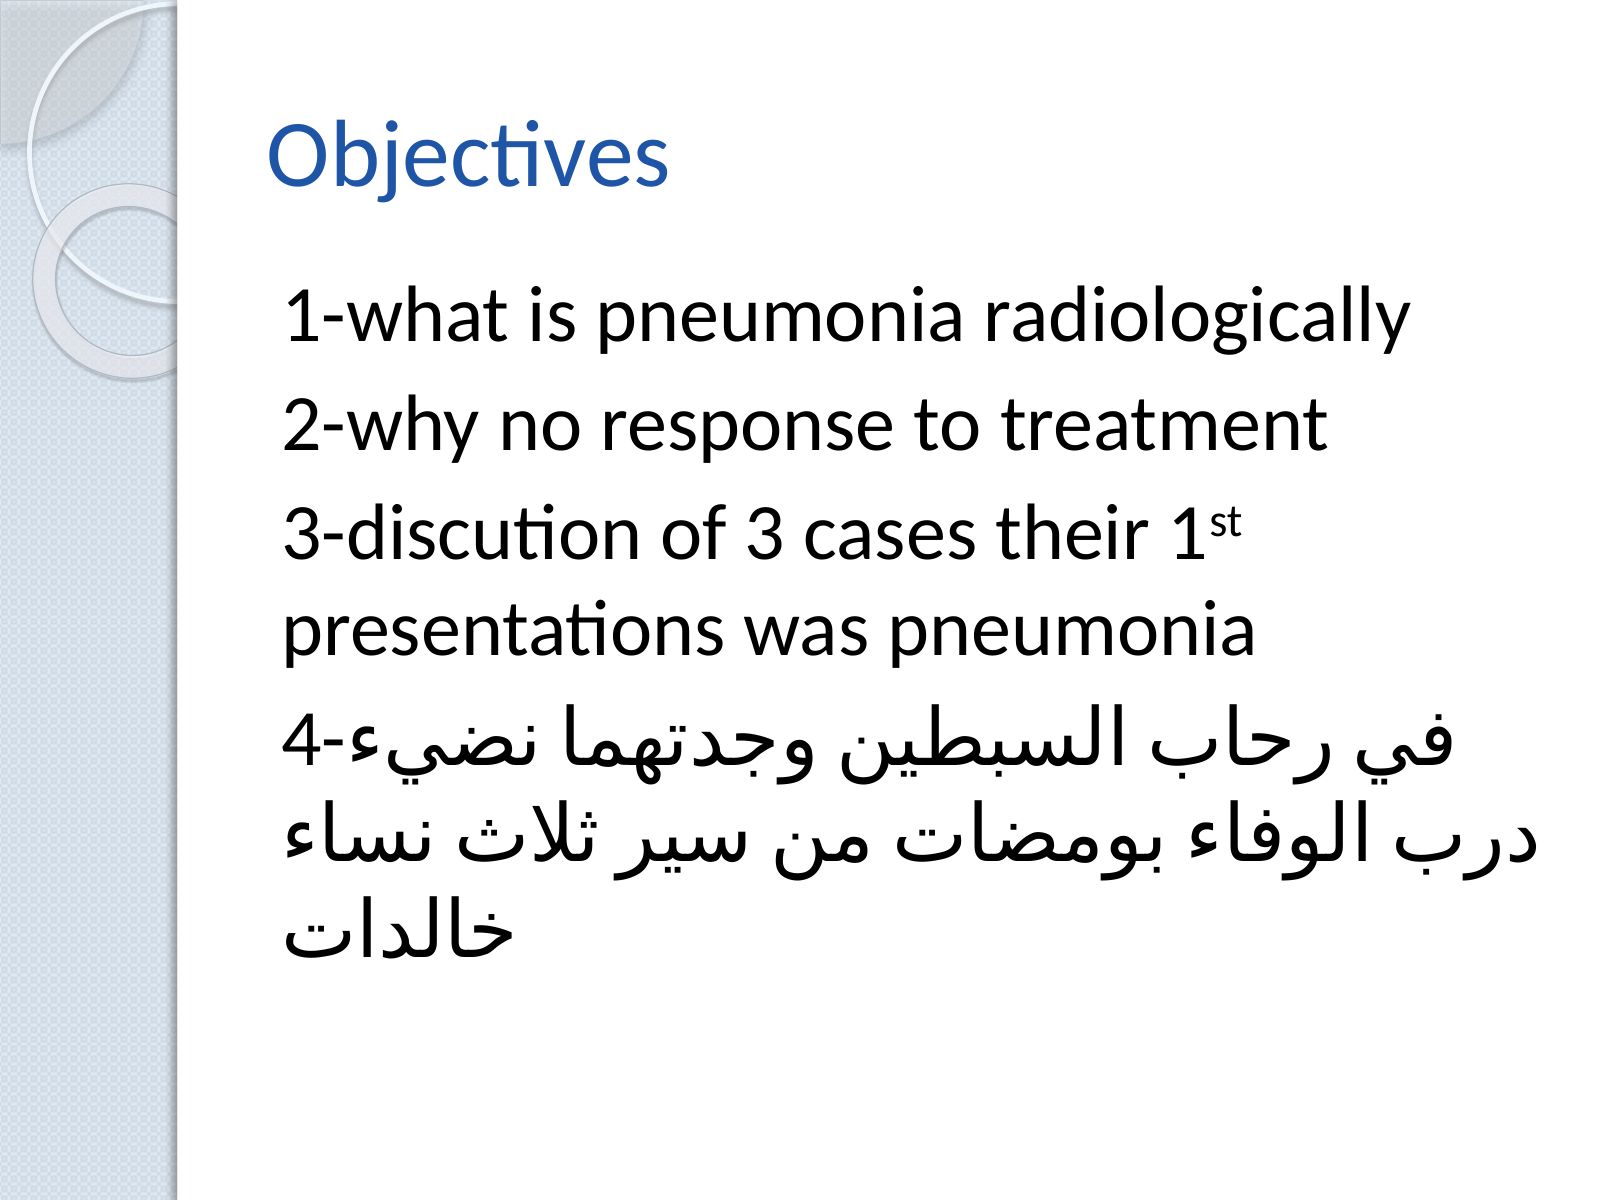 Objectives
1-what is pneumonia radiologically
2-why no response to treatment
3-discution of 3 cases their 1st
presentations was pneumonia
4-في رحاب السبطين وجدتهما نضيء
درب الوفاء بومضات من سير ثلاث نساء
خالدات